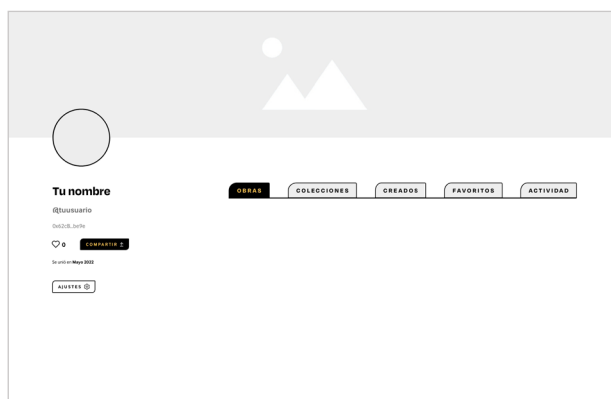 Tu nombre
@tuusuario
0x62cB...be9e
0
COMPARTIR
Se unió en Mayo 2022
AJUSTES
OBRAS
COLECCIONES
CREADOS
FAVORITOS
ACTIVIDAD